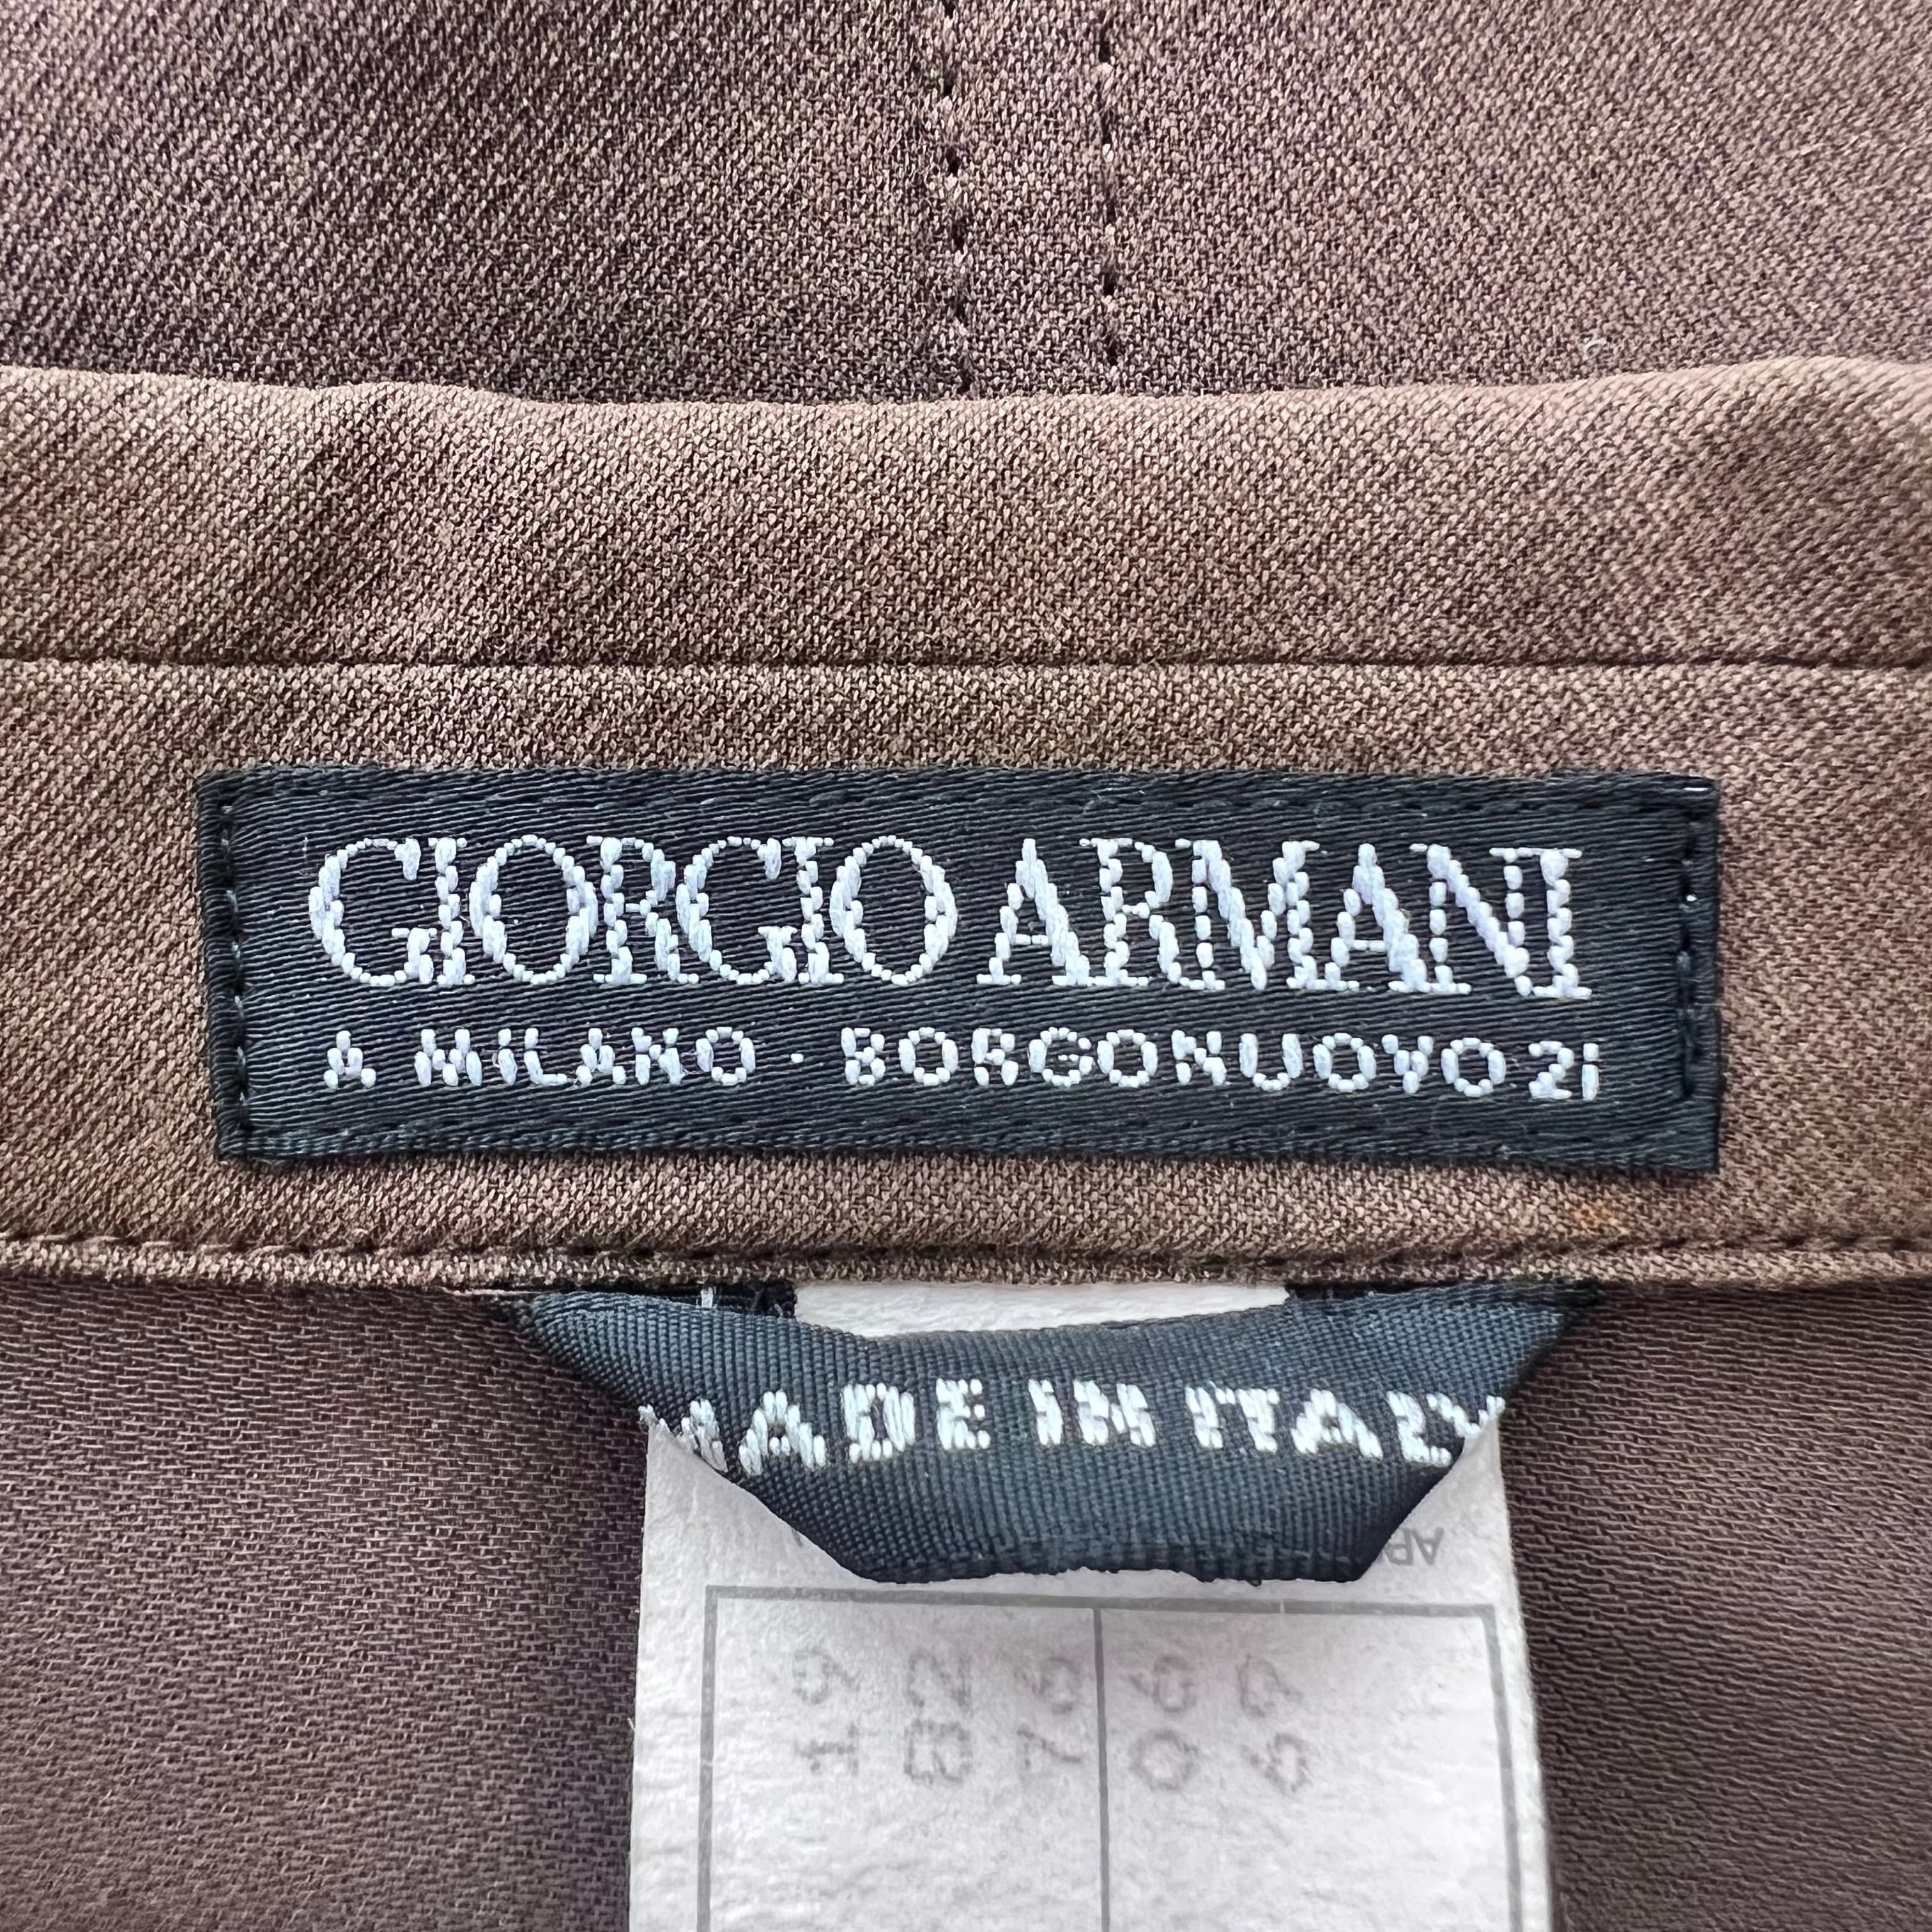 GIORGIO ARMANI
A MILANO · BORGONUOVO 21
MADE IN ITALY